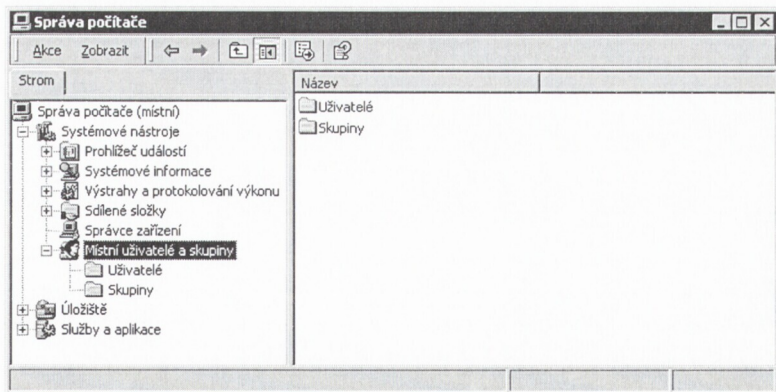 Správa počítače
Akce Zobrazit
Strom
Název
Správa počítače (místní)
Systémové nástroje
Prohlížeč událostí
Systémové informace
Výstrahy a protokolování výkonu
Sdílené složky
Správce zařízení
Místní uživatelé a skupiny
Uživatelé
Skupiny
Úložiště
Služby a aplikace
Uživatelé
Skupiny